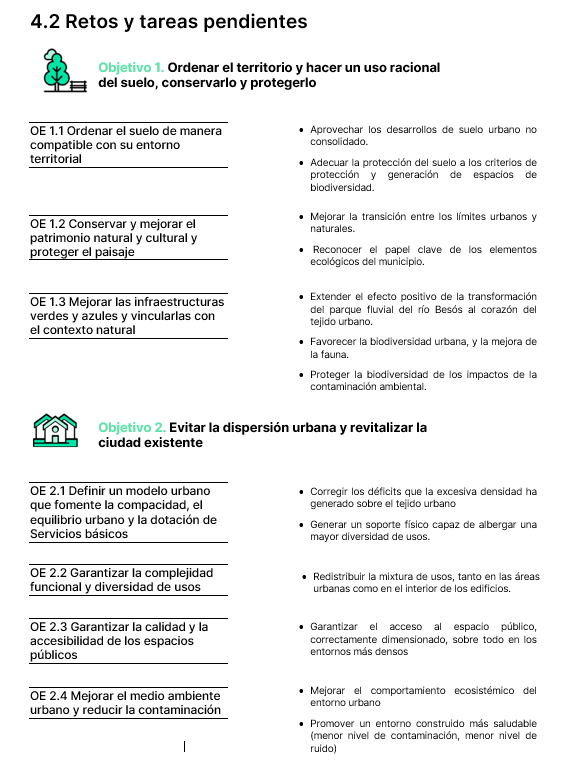 4.2 Retos y tareas pendientes
Objetivo 1. Ordenar el territorio y hacer un uso racional
del suelo, conservarlo y protegerlo
OE 1.1 Ordenar el suelo de manera
compatible con su entorno
territorial
• Aprovechar los desarrollos de suelo urbano no
consolidado.
• Adecuar la protección del suelo a los criterios de
protección y generación de espacios de
biodiversidad.
OE 1.2 Conservar y mejorar el
patrimonio natural y cultural y
proteger el paisaje
• Mejorar la transición entre los límites urbanos y
naturales.
• Reconocer el papel clave de los elementos
ecológicos del municipio.
OE 1.3 Mejorar las infraestructuras
verdes y azules y vincularlas con
el contexto natural
• Extender el efecto positivo de la transformación
del parque fluvial del río Besós al corazón del
tejido urbano.
• Favorecer la biodiversidad urbana, y la mejora de
la fauna.
• Proteger la biodiversidad de los impactos de la
contaminación ambiental.
Objetivo 2. Evitar la dispersión urbana y revitalizar la
ciudad existente
OE 2.1 Definir un modelo urbano
que fomente la compacidad, el
equilibrio urbano y la dotación de
Servicios básicos
• Corregir los déficits que la excesiva densidad ha
generado sobre el tejido urbano
• Generar un soporte físico capaz de albergar una
mayor diversidad de usos.
OE 2.2 Garantizar la complejidad
funcional y diversidad de usos
• Redistribuir la mixtura de usos, tanto en las áreas
urbanas como en el interior de los edificios.
OE 2.3 Garantizar la calidad y la
accesibilidad de los espacios
públicos
• Garantizar el acceso al espacio público,
correctamente dimensionado, sobre todo en los
entornos más densos
OE 2.4 Mejorar el medio ambiente
urbano y reducir la contaminación
• Mejorar el comportamiento ecosistémico del
entorno urbano
• Promover un entorno construido más saludable
(menor nivel de contaminación, menor nivel de
ruido)